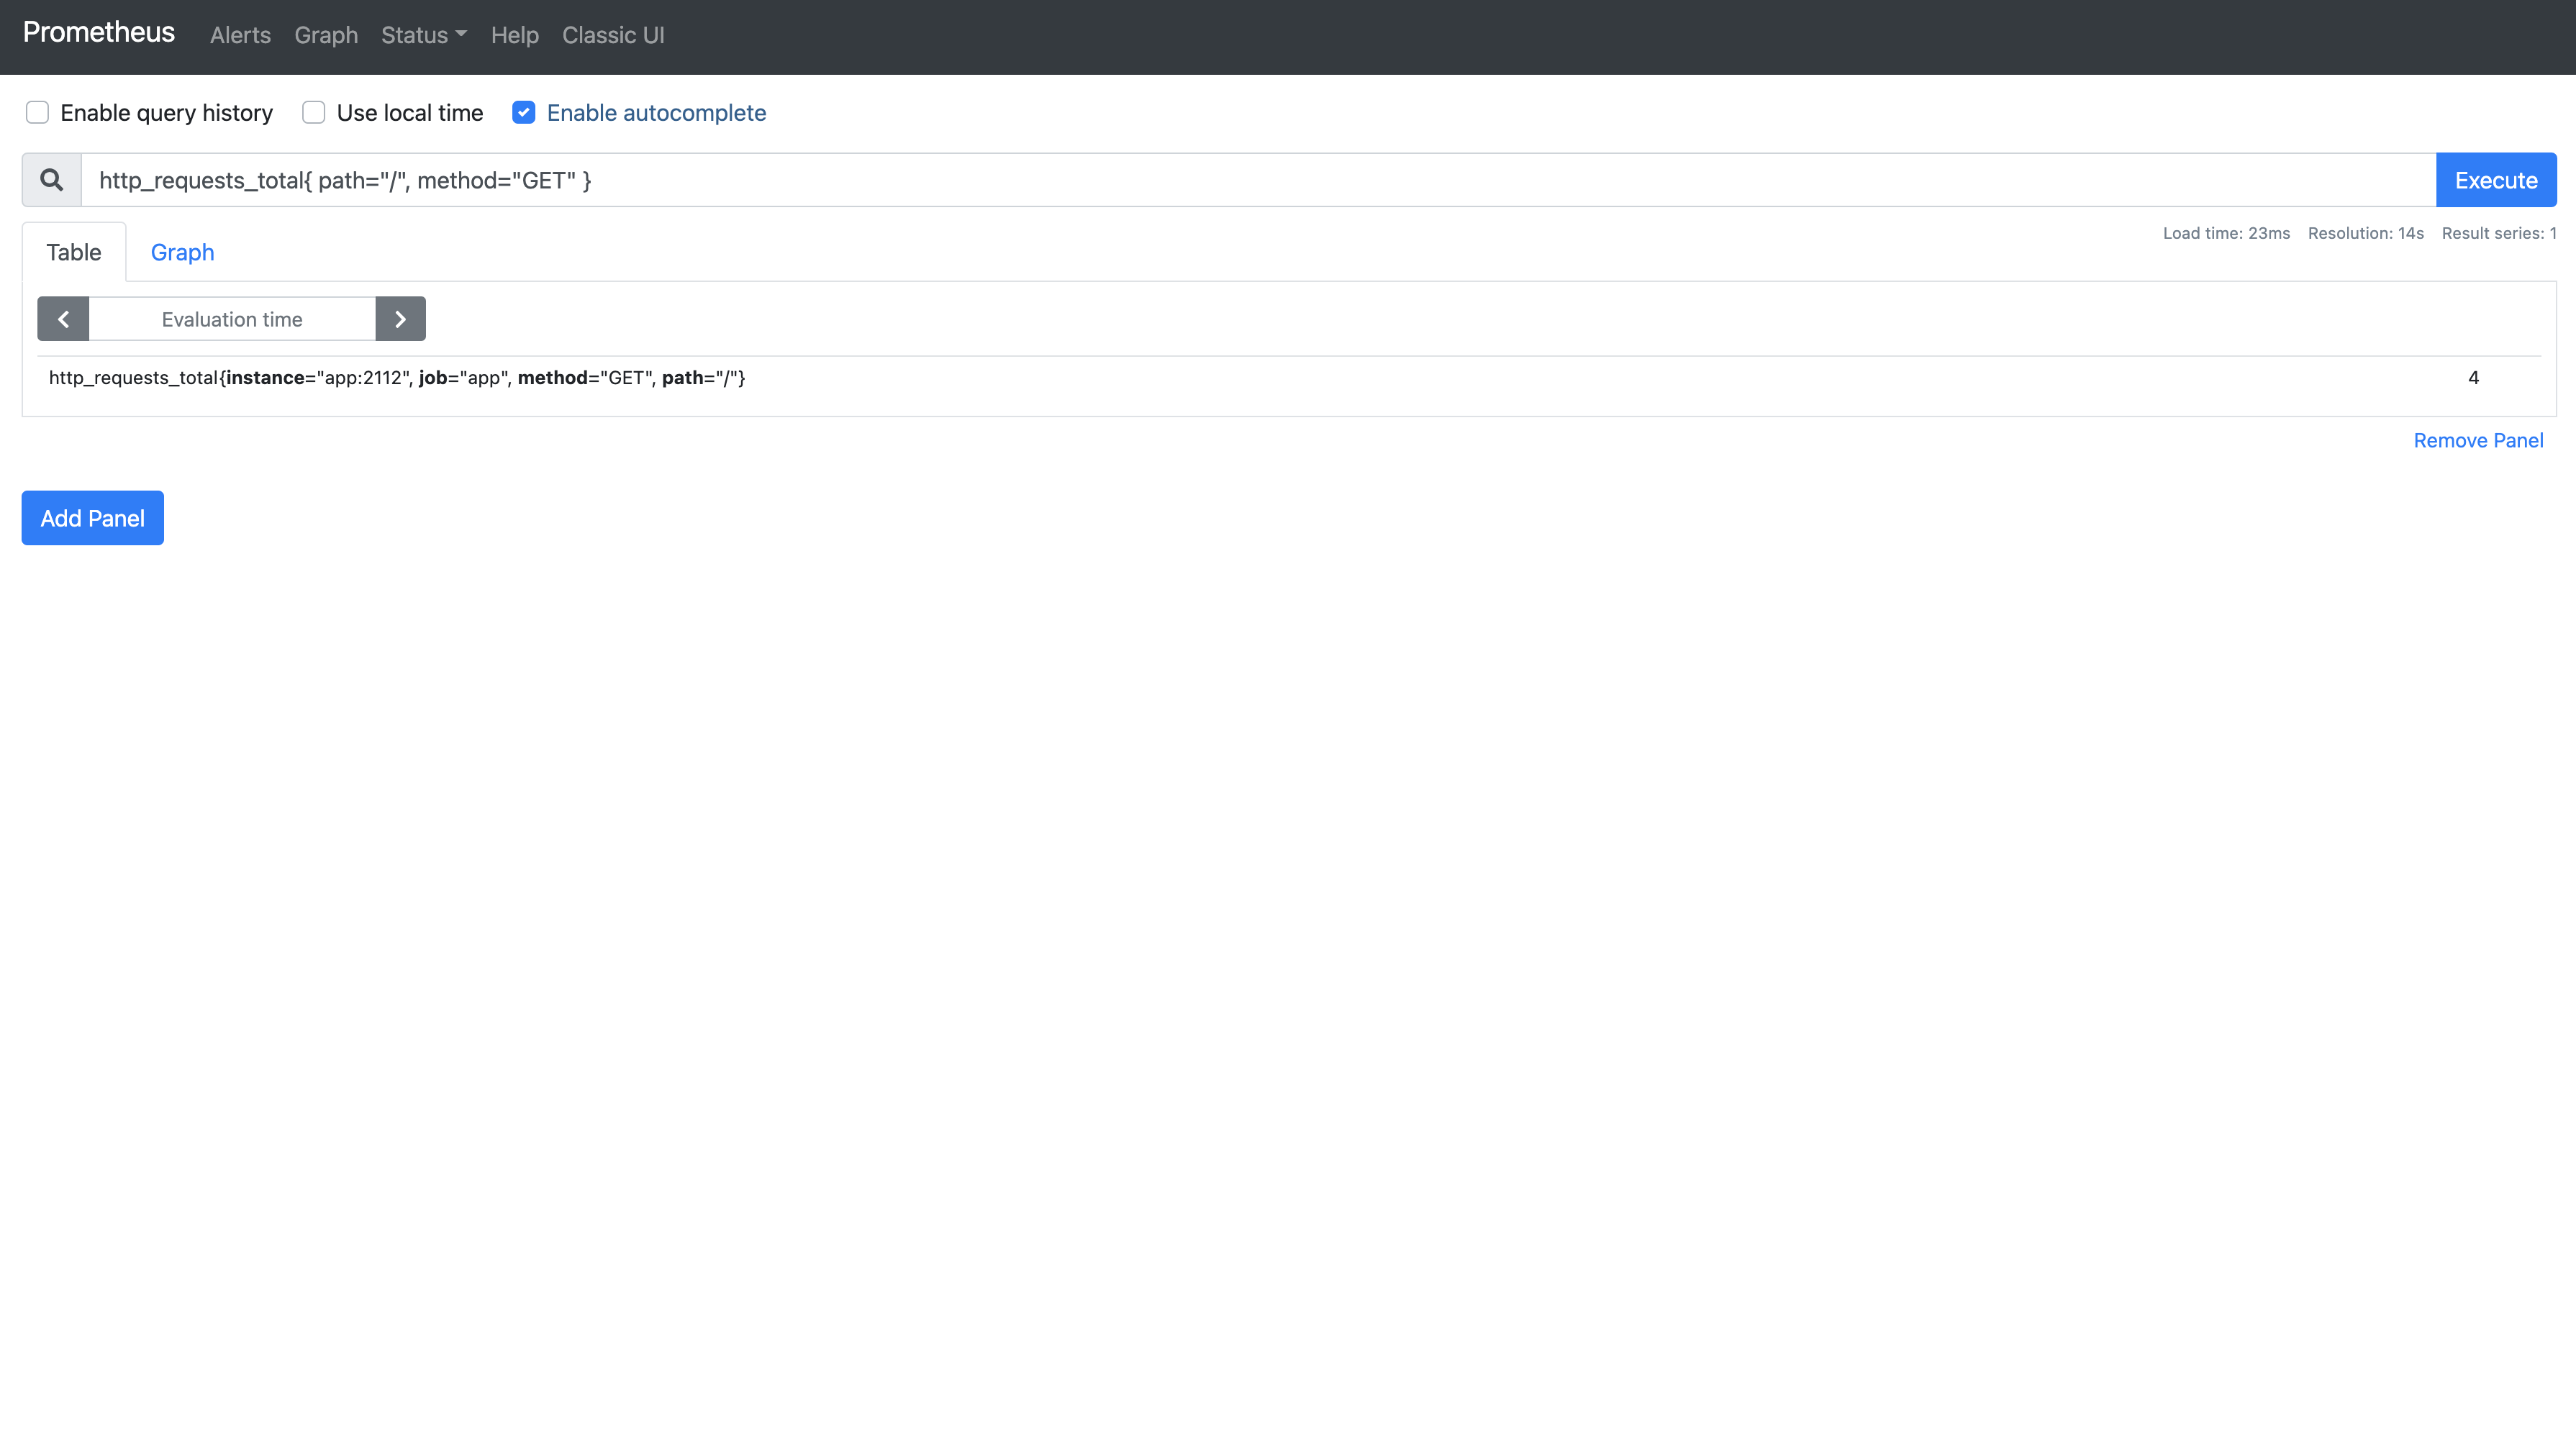 Prometheus Alerts Graph Status Help Classic UI
Enable query history Use local time Enable autocomplete
http_requests_total{ path="/", method="GET" } Execute
Table Graph Load time: 23ms Resolution: 14s Result series: 1
Evaluation time
http_requests_total{instance="app:2112", job="app", method="GET", path="/"} 4
Remove Panel
Add Panel